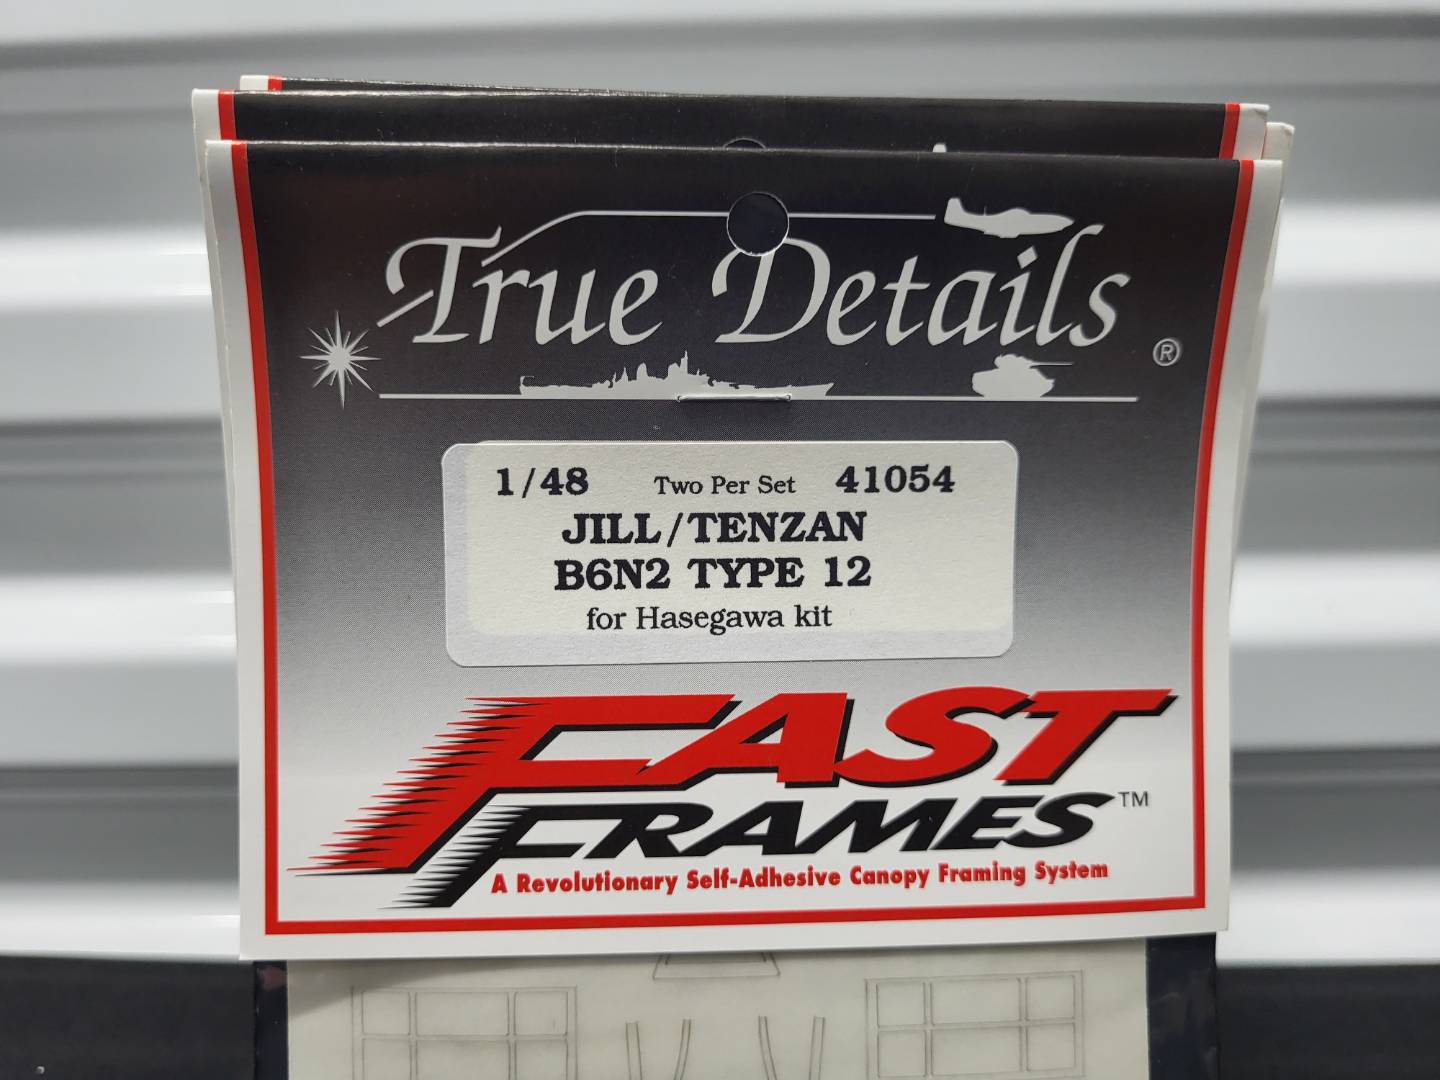 True Details
®
1/48 Two Per Set 41054
JILL/TENZAN
B6N2 TYPE 12
for Hasegawa kit
FAST
FRAMES™
A Revolutionary Self-Adhesive Canopy Framing System